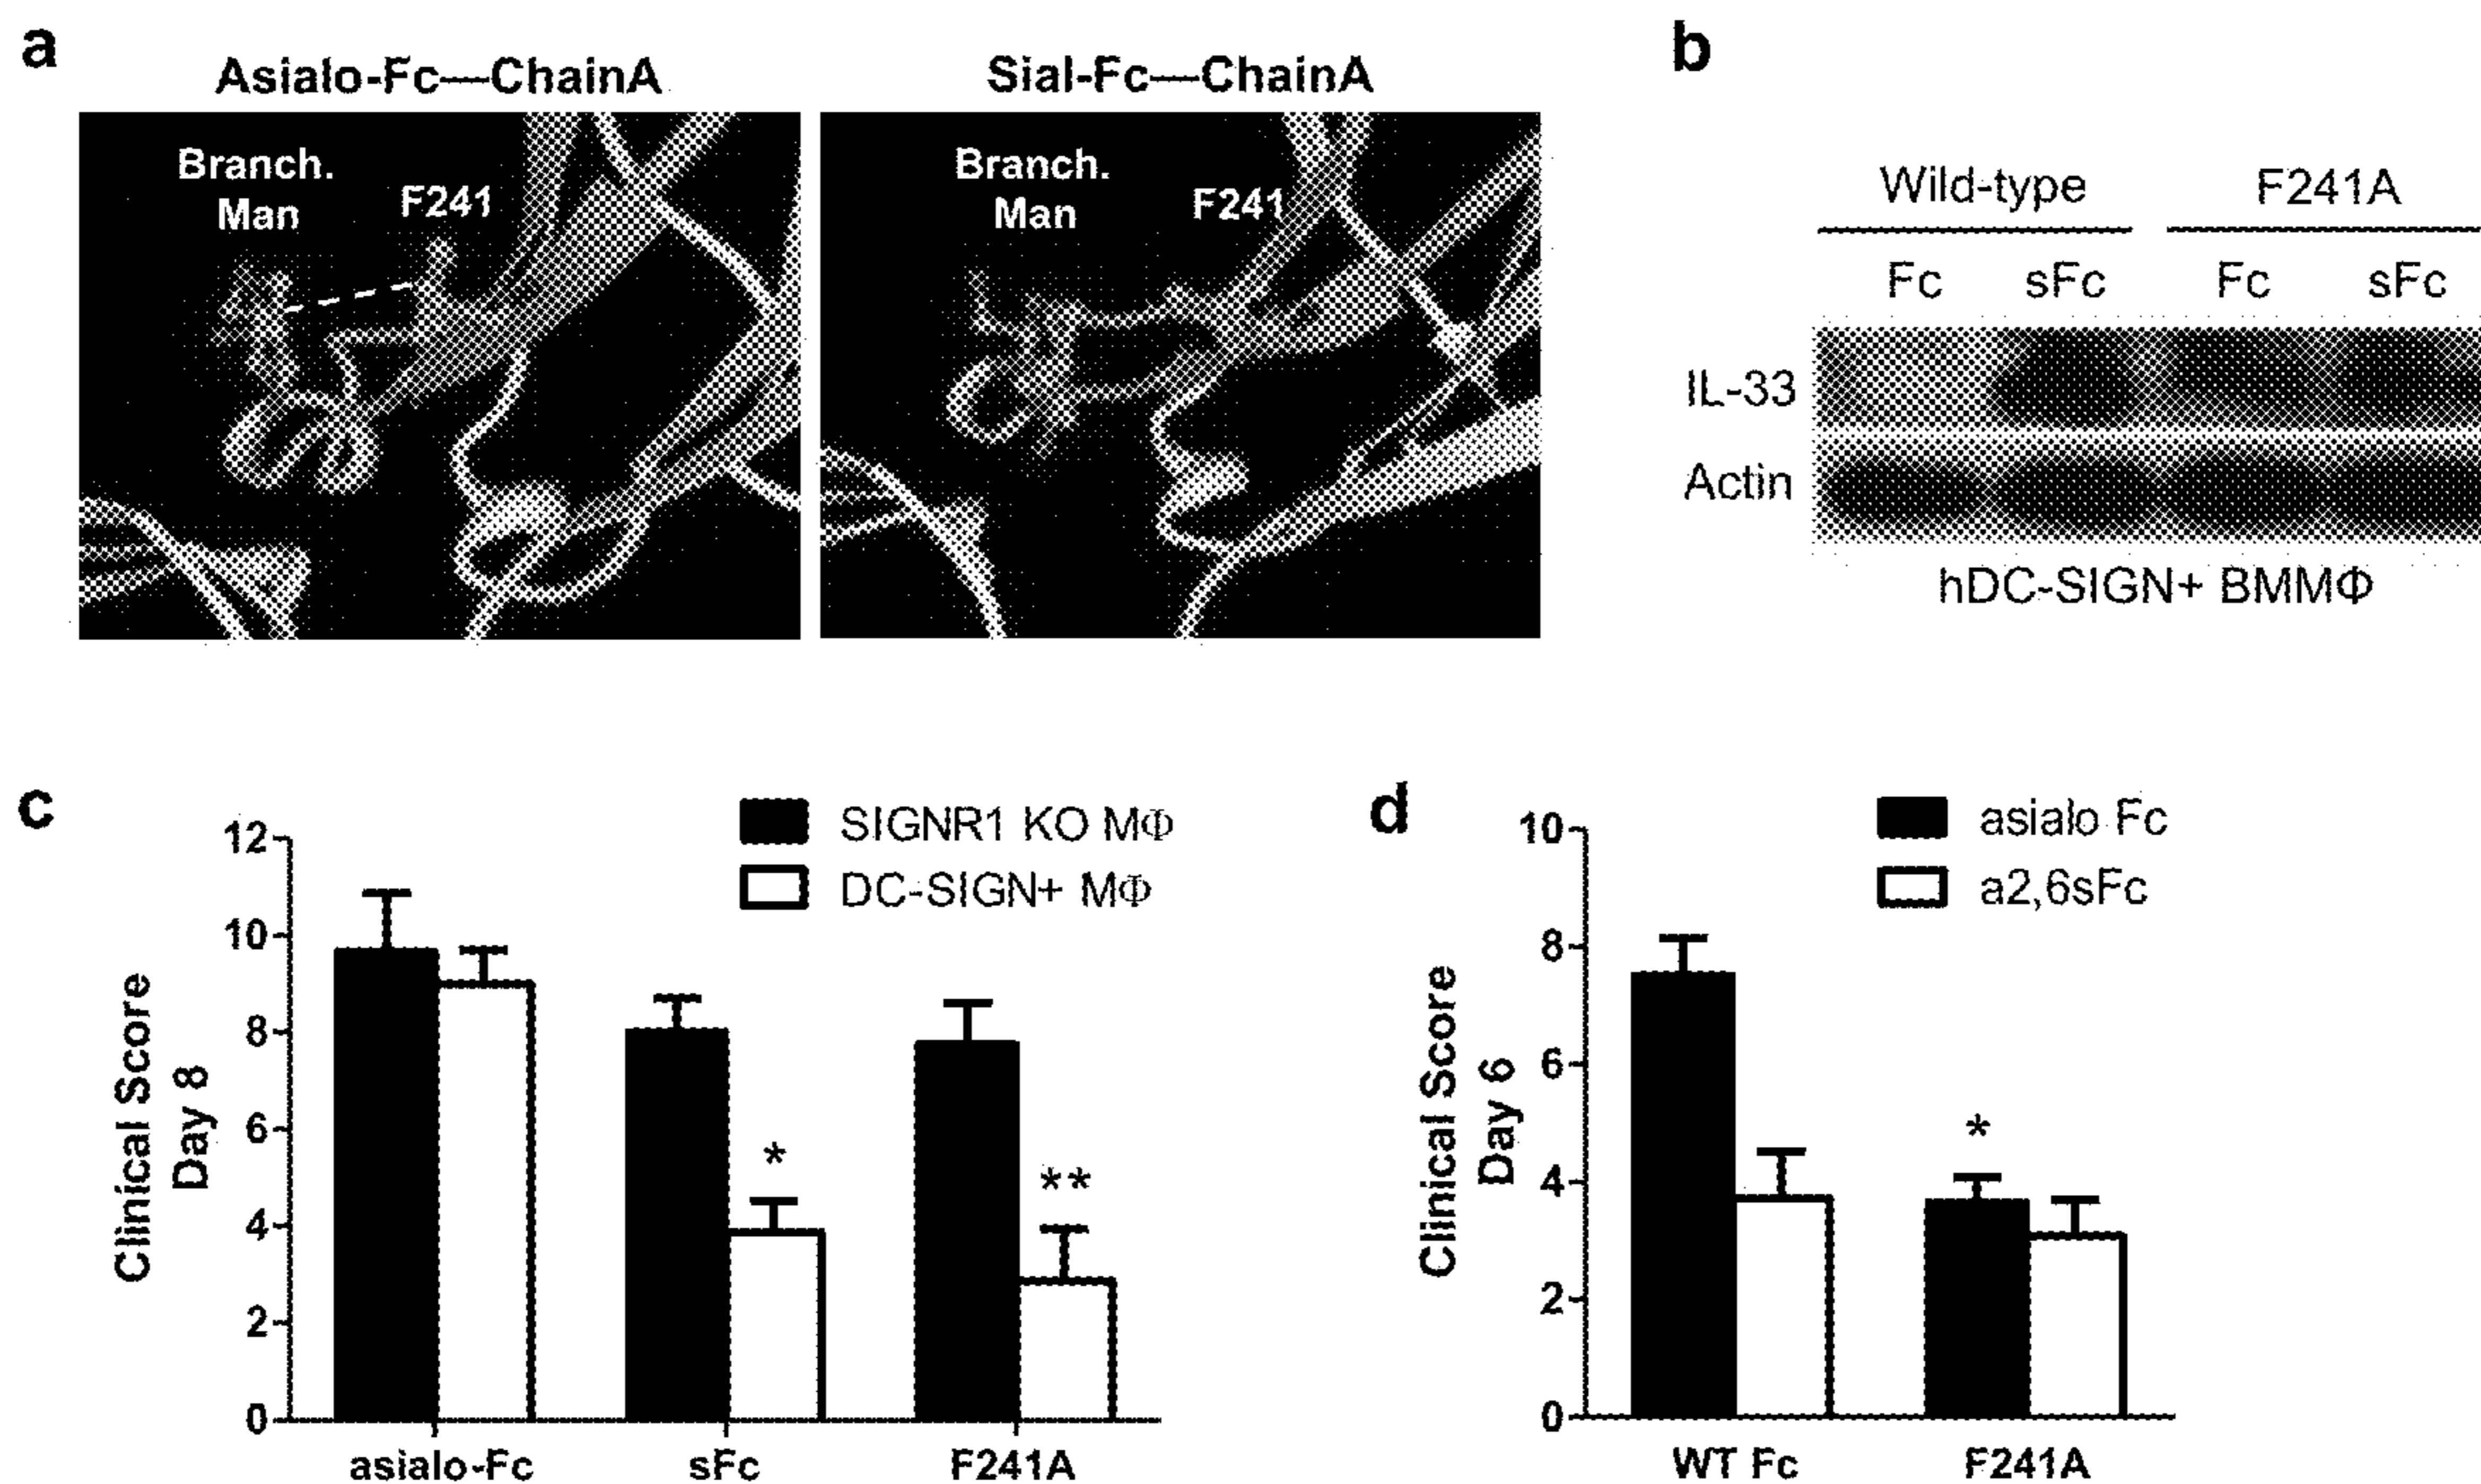 a
Asialo-Fc—ChainA
Branch.
Man
F241
Sial-Fc—ChainA
Branch.
Man
F241
b
Wild-type F241A
Fc sFc Fc sFc
IL-33
Actin
hDC-SIGN+ BMMΦ
c
SIGNR1 KO MΦ
DC-SIGN+ MΦ
Clinical Score
Day 8
12
10
8
6
4
2
0
*
**
asialo-Fc sFc F241A
d
asialo Fc
a2,6sFc
Clinical Score
Day 6
10
8
6
4
2
0
*
WT Fc F241A